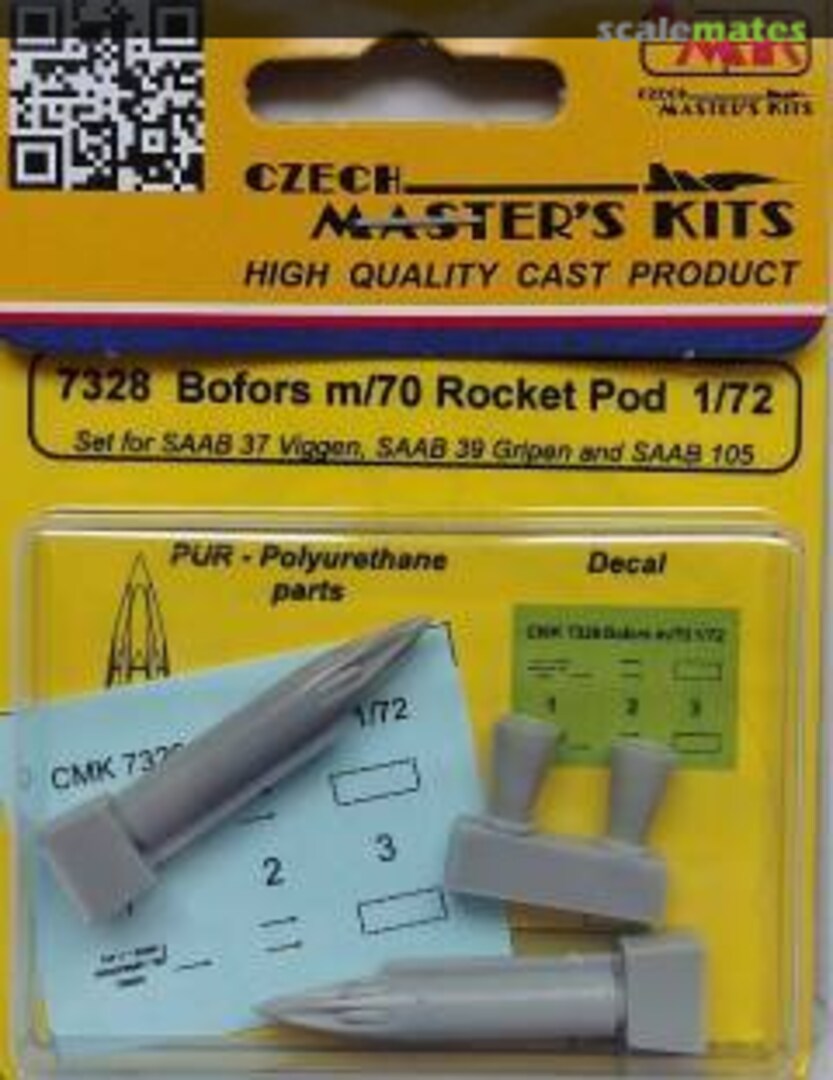 scalemates
CZECH
MASTER'S KITS
CZECH
MASTER'S KITS
HIGH QUALITY CAST PRODUCT
7328 Bofors m/70 Rocket Pod 1/72
Set for SAAB 37 Viggen, SAAB 39 Gripen and SAAB 105
PUR - Polyurethane
parts
Decal
CMK 7328 Bofors m/70 1/72
1 2 3
1/72
CMK 732
2 3